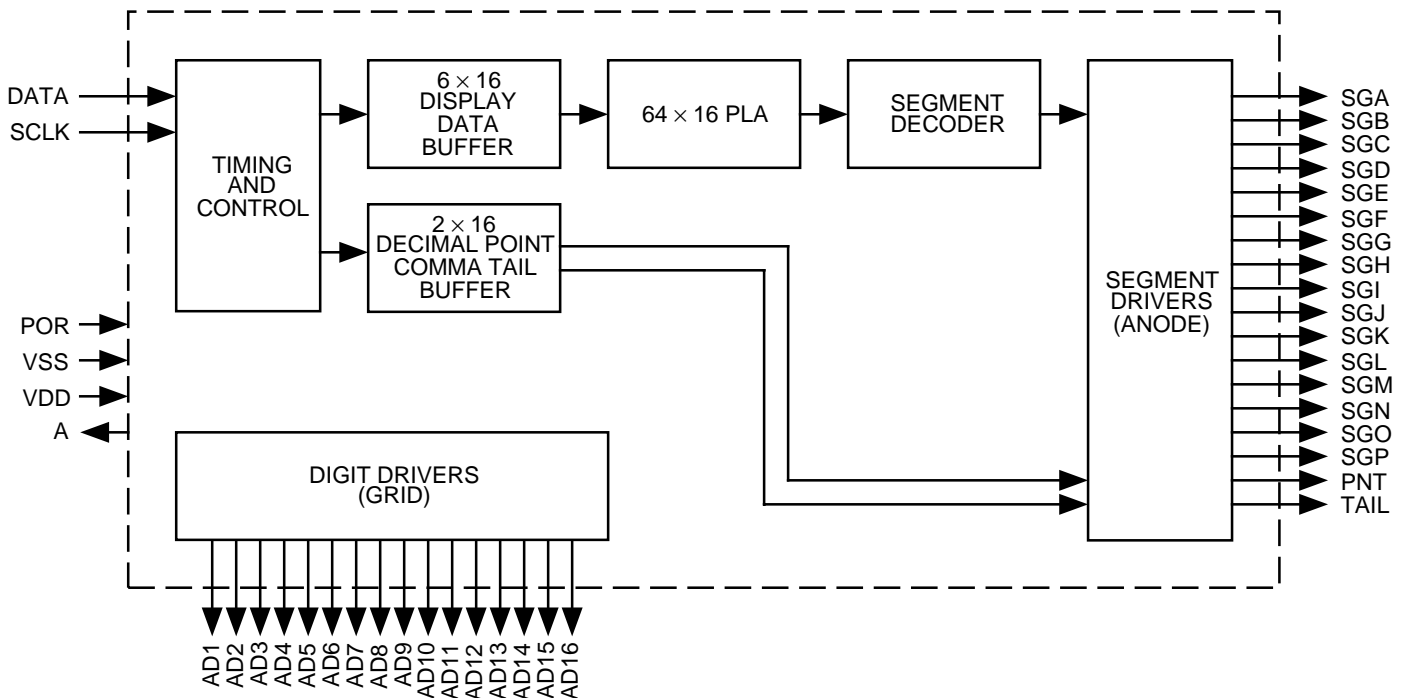 DATA
SCLK
POR
VSS
VDD
A
TIMING
AND
CONTROL
6 × 16
DISPLAY
DATA
BUFFER
64 × 16 PLA
SEGMENT
DECODER
2 × 16
DECIMAL POINT
COMMA TAIL
BUFFER
SEGMENT
DRIVERS
(ANODE)
DIGIT DRIVERS
(GRID)
SGA
SGB
SGC
SGD
SGE
SGF
SGG
SGH
SGI
SGJ
SGK
SGL
SGM
SGN
SGO
SGP
PNT
TAIL
AD1
AD2
AD3
AD4
AD5
AD6
AD7
AD8
AD9
AD10
AD11
AD12
AD13
AD14
AD15
AD16